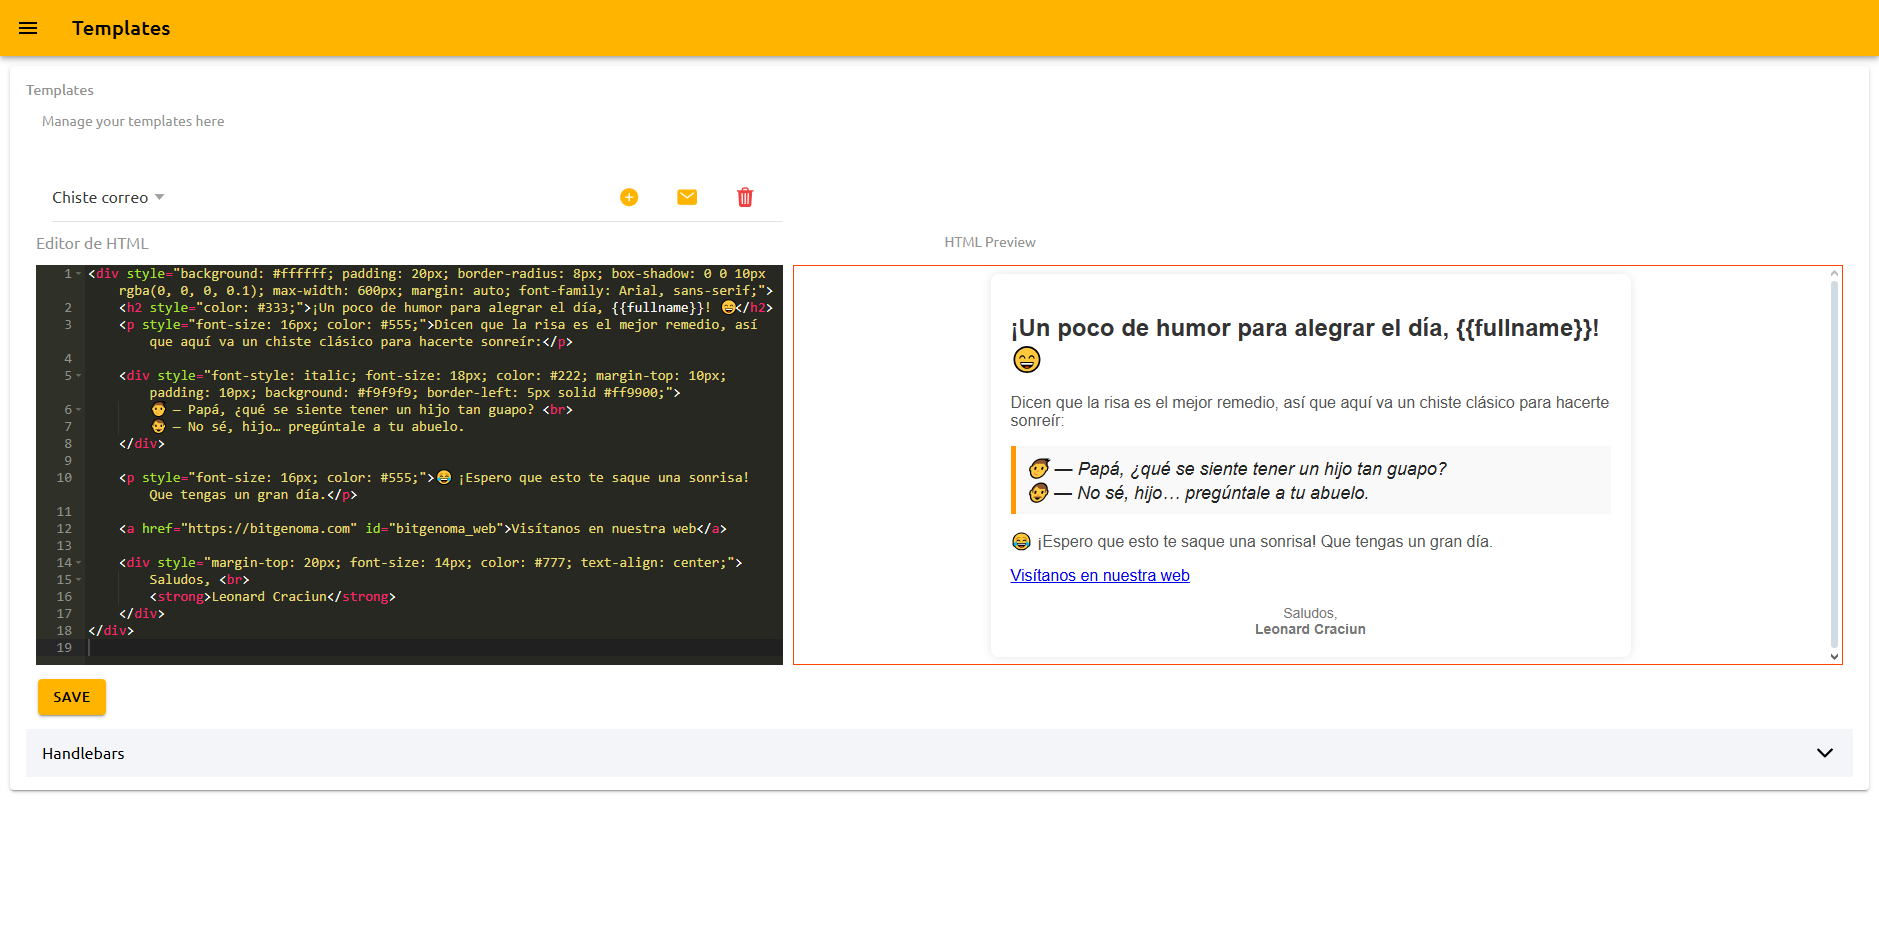 Templates
Templates
Manage your templates here
Chiste correo
Editor de HTML
HTML Preview
1 <div style="background: #ffffff; padding: 20px; border-radius: 8px; box-shadow: 0 0 10px
rgba(0, 0, 0, 0.1); max-width: 600px; margin: auto; font-family: Arial, sans-serif;">
2 <h2 style="color: #333;">¡Un poco de humor para alegrar el día, {{fullname}}! 😄</h2>
3 <p style="font-size: 16px; color: #555;">Dicen que la risa es el mejor remedio, así
que aquí va un chiste clásico para hacerte sonreír:</p>
4
5 <div style="font-style: italic; font-size: 18px; color: #222; margin-top: 10px;
padding: 10px; background: #f9f9f9; border-left: 5px solid #ff9900;">
6 👦 — Papá, ¿qué se siente tener un hijo tan guapo? <br>
7 👨 — No sé, hijo… pregúntale a tu abuelo.
8 </div>
9
10 <p style="font-size: 16px; color: #555;">😂 ¡Espero que esto te saque una sonrisa!
Que tengas un gran día.</p>
11
12 <a href="https://bitgenoma.com" id="bitgenoma_web">Visítanos en nuestra web</a>
13
14 <div style="margin-top: 20px; font-size: 14px; color: #777; text-align: center;">
15 Saludos, <br>
16 <strong>Leonard Craciun</strong>
17 </div>
18 </div>
19
¡Un poco de humor para alegrar el día, {{fullname}}!
😄
Dicen que la risa es el mejor remedio, así que aquí va un chiste clásico para hacerte
sonreír:
👦 — Papá, ¿qué se siente tener un hijo tan guapo?
👨 — No sé, hijo… pregúntale a tu abuelo.
😂 ¡Espero que esto te saque una sonrisa! Que tengas un gran día.
Visítanos en nuestra web
Saludos,
Leonard Craciun
SAVE
Handlebars